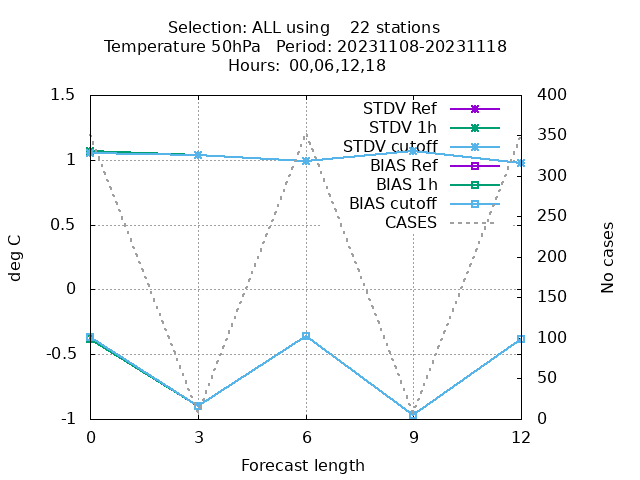 Selection: ALL using    22 stations
Temperature 50hPa   Period: 20231108-20231118
Hours:  00,06,12,18
1.5
1
0.5
0
-0.5
-1
400
350
300
250
200
150
100
50
0
STDV Ref
STDV 1h
STDV cutoff
BIAS Ref
BIAS 1h
BIAS cutoff
CASES
deg C
No cases
0
3
6
9
12
Forecast length